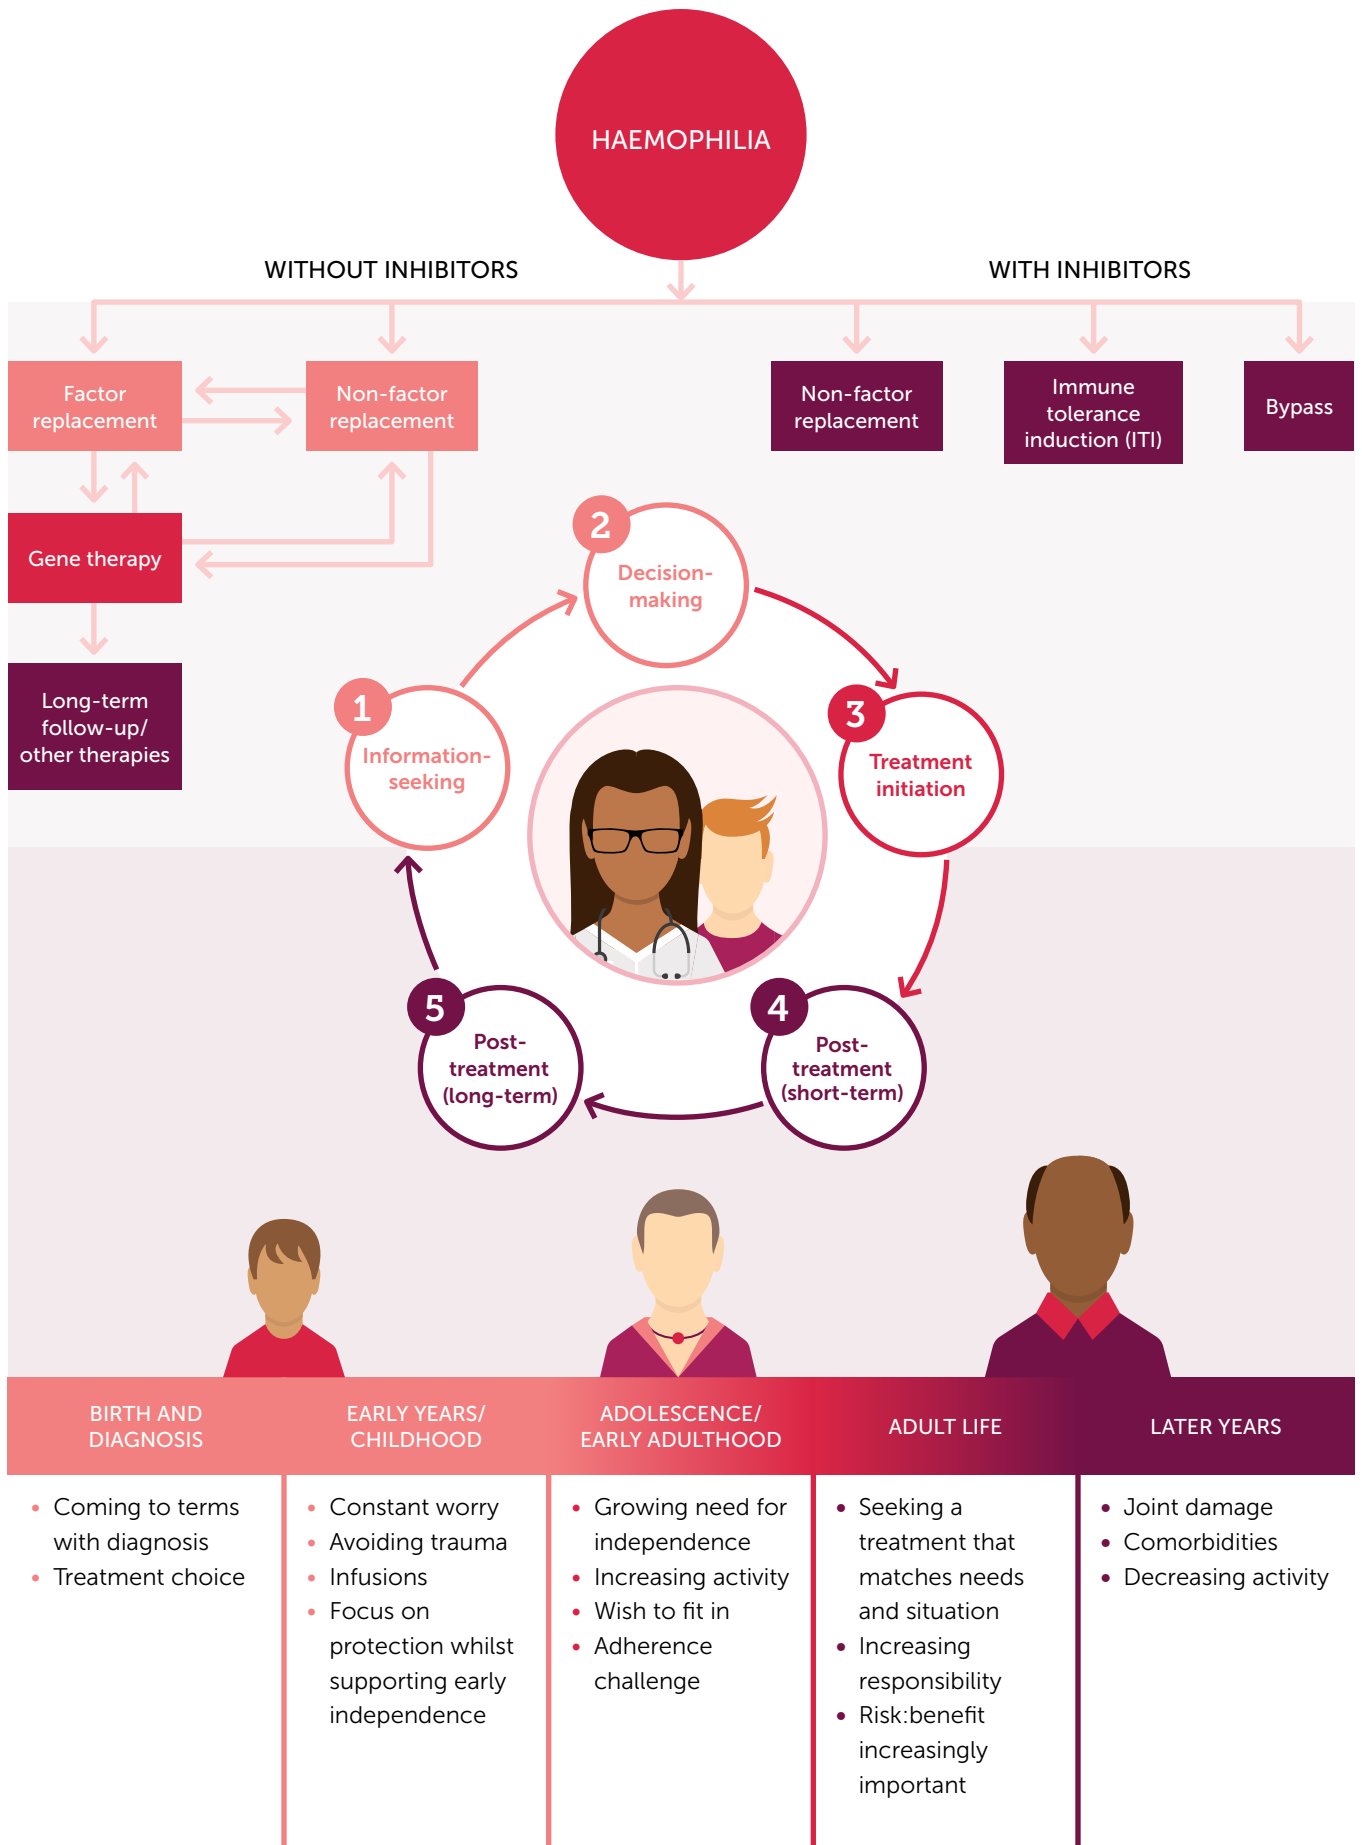 HAEMOPHILIA
WITHOUT INHIBITORS
WITH INHIBITORS
Factor
replacement
Non-factor
replacement
Non-factor
replacement
Immune
tolerance
induction (ITI)
Bypass
Gene therapy
Long-term
follow-up/
other therapies
1
Information-
seeking
2
Decision-
making
3
Treatment
initiation
4
Post-
treatment
(short-term)
5
Post-
treatment
(long-term)
BIRTH AND
DIAGNOSIS
• Coming to terms
with diagnosis
• Treatment choice
EARLY YEARS/
CHILDHOOD
• Constant worry
• Avoiding trauma
• Infusions
• Focus on
protection whilst
supporting early
independence
ADOLESCENCE/
EARLY ADULTHOOD
• Growing need for
independence
• Increasing activity
• Wish to fit in
• Adherence
challenge
ADULT LIFE
• Seeking a
treatment that
matches needs
and situation
• Increasing
responsibility
• Risk:benefit
increasingly
important
LATER YEARS
• Joint damage
• Comorbidities
• Decreasing activity